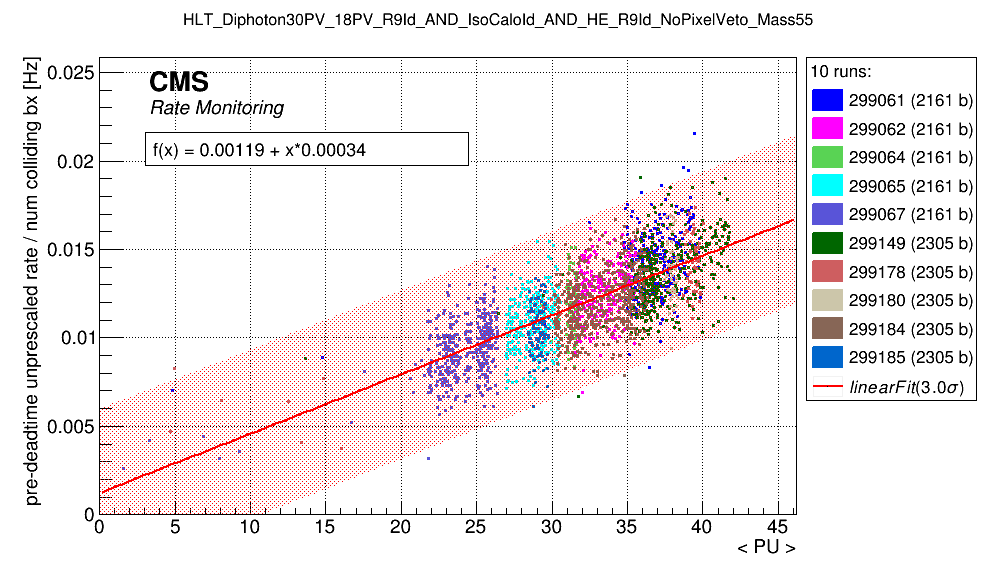 HLT_Diphoton30PV_18PV_R9Id_AND_IsoCaloId_AND_HE_R9Id_NoPixelVeto_Mass55
pre-deadtime unprescaled rate / num colliding bx [Hz]
0.025
0.02
0.015
0.01
0.005
0
CMS
Rate Monitoring
f(x) = 0.00119 + x*0.00034
0 5 10 15 20 25 30 35 40 45
< PU >
10 runs:
299061 (2161 b)
299062 (2161 b)
299064 (2161 b)
299065 (2161 b)
299067 (2161 b)
299149 (2305 b)
299178 (2305 b)
299180 (2305 b)
299184 (2305 b)
299185 (2305 b)
linearFit(3.0σ)